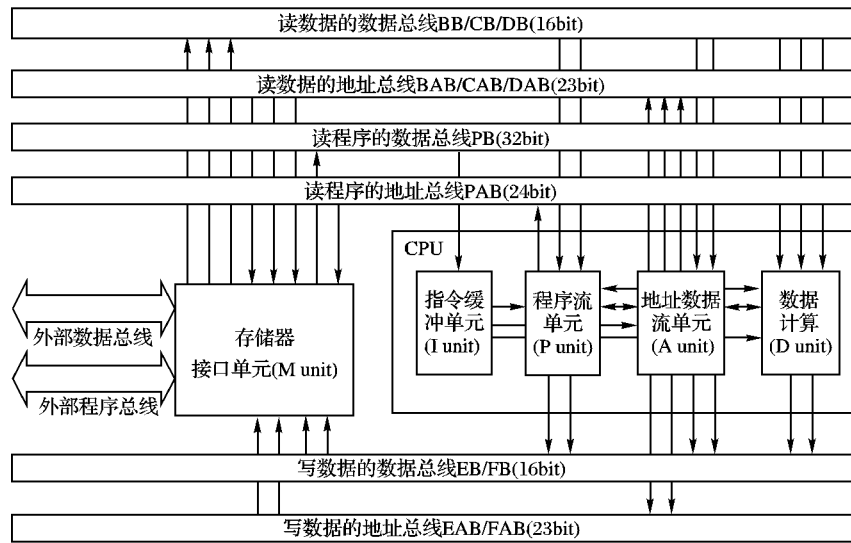 读数据的数据总线BB/CB/DB(16bit)
读数据的地址总线BAB/CAB/DAB(23bit)
读程序的数据总线PB(32bit)
读程序的地址总线PAB(24bit)
CPU
外部数据总线
外部程序总线
存储器
接口单元(M unit)
指令缓
冲单元
(I unit)
程序流
单元
(P unit)
地址数据
流单元
(A unit)
数据
计算
(D unit)
写数据的数据总线EB/FB(16bit)
写数据的地址总线EAB/FAB(23bit)